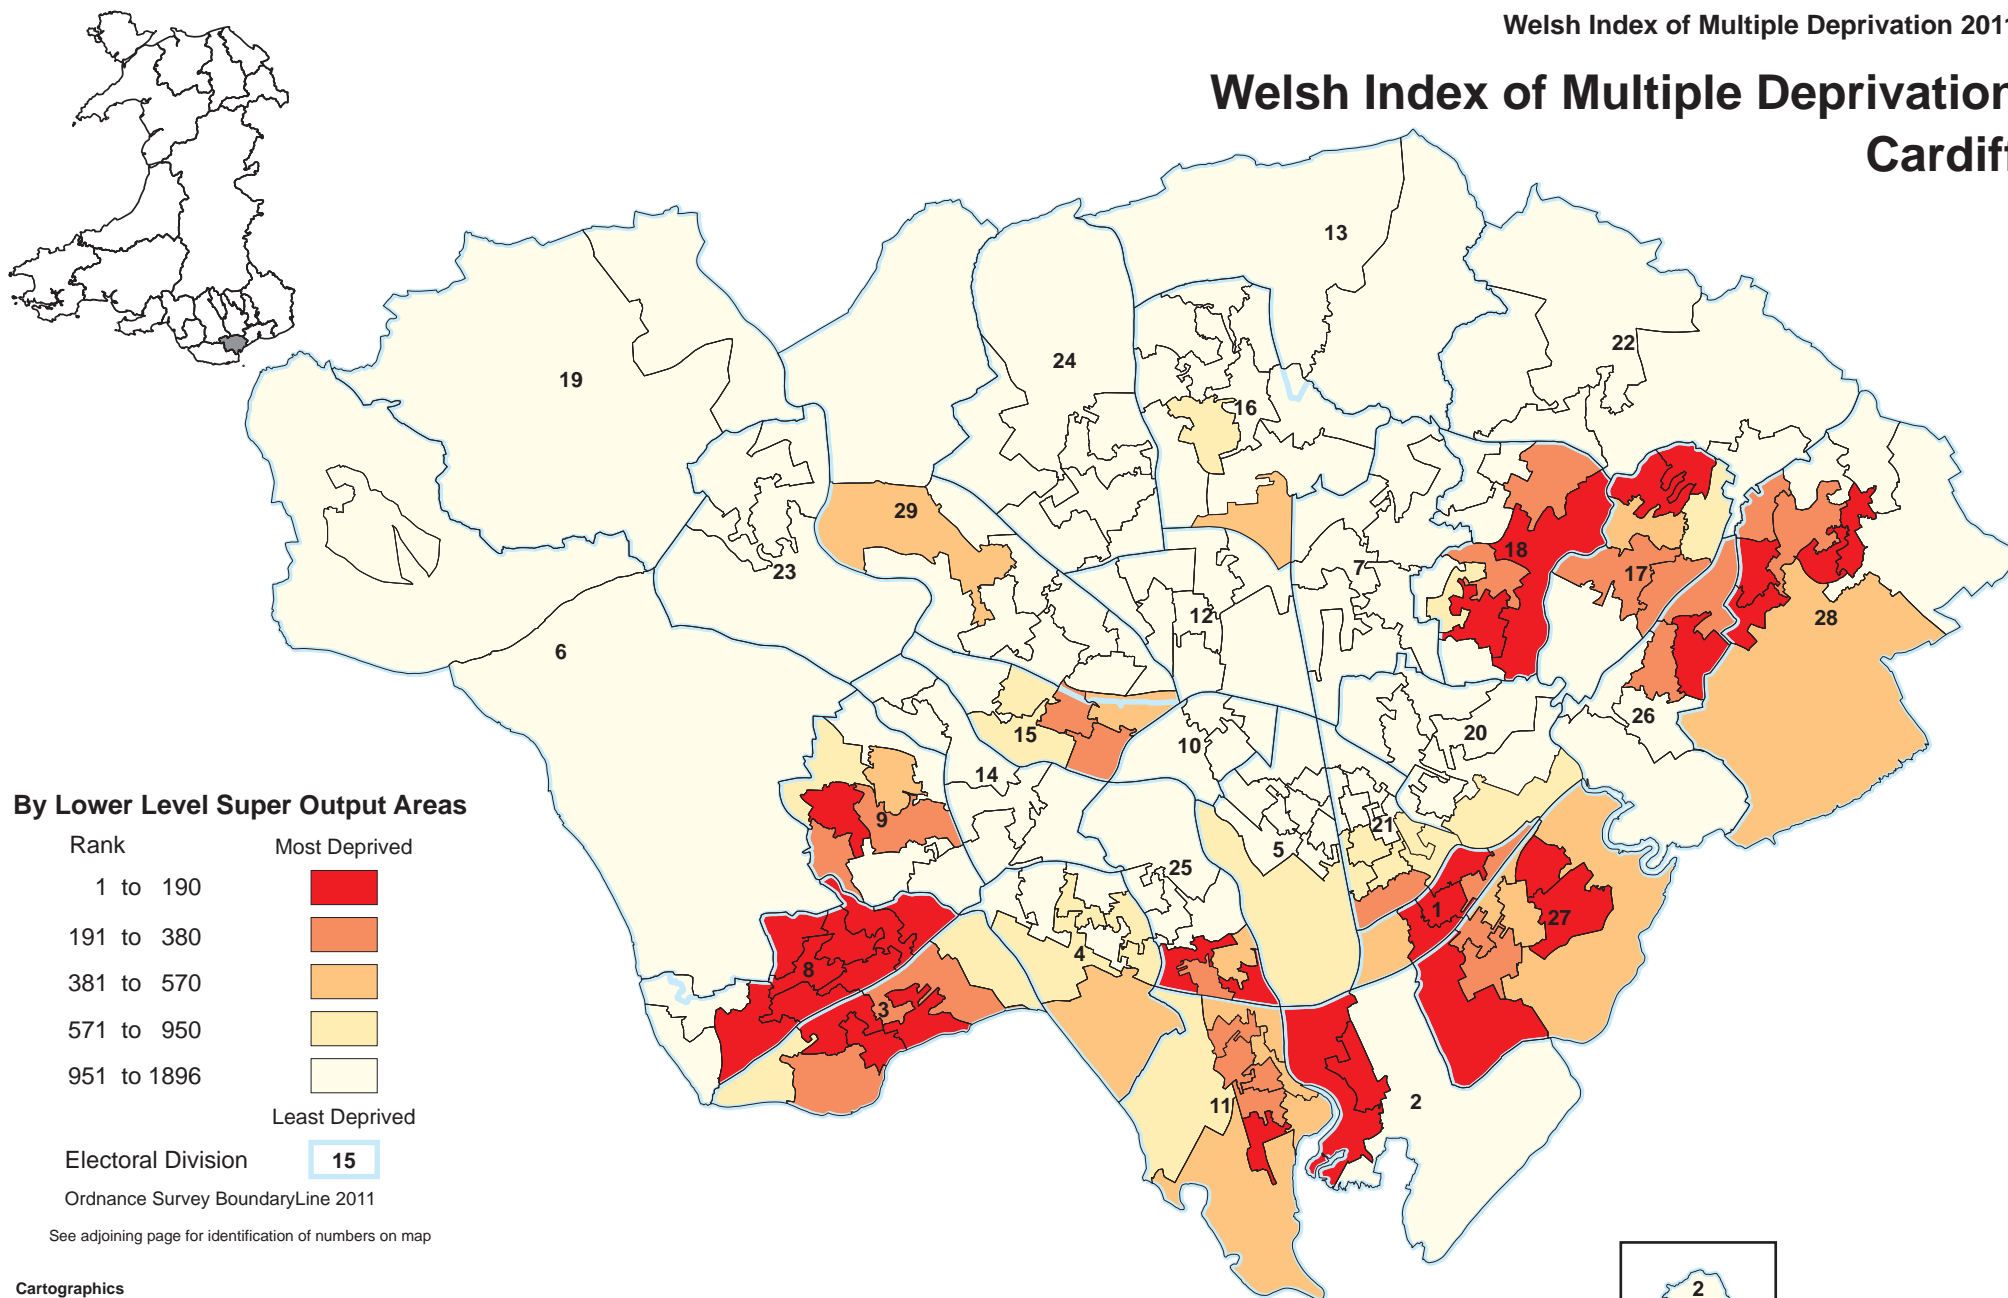 Welsh Index of Multiple Deprivation 2011
Welsh Index of Multiple Deprivation
Cardiff
13
22
24
19
16
29
18
23
7
17
12
28
6
26
15
20
10
14
9
21
5
25
1
27
4
8
3
11
2
By Lower Level Super Output Areas
Rank
Most Deprived
1 to 190
191 to 380
381 to 570
571 to 950
951 to 1896
Least Deprived
Electoral Division 15
Ordnance Survey BoundaryLine 2011
See adjoining page for identification of numbers on map
Cartographics
2